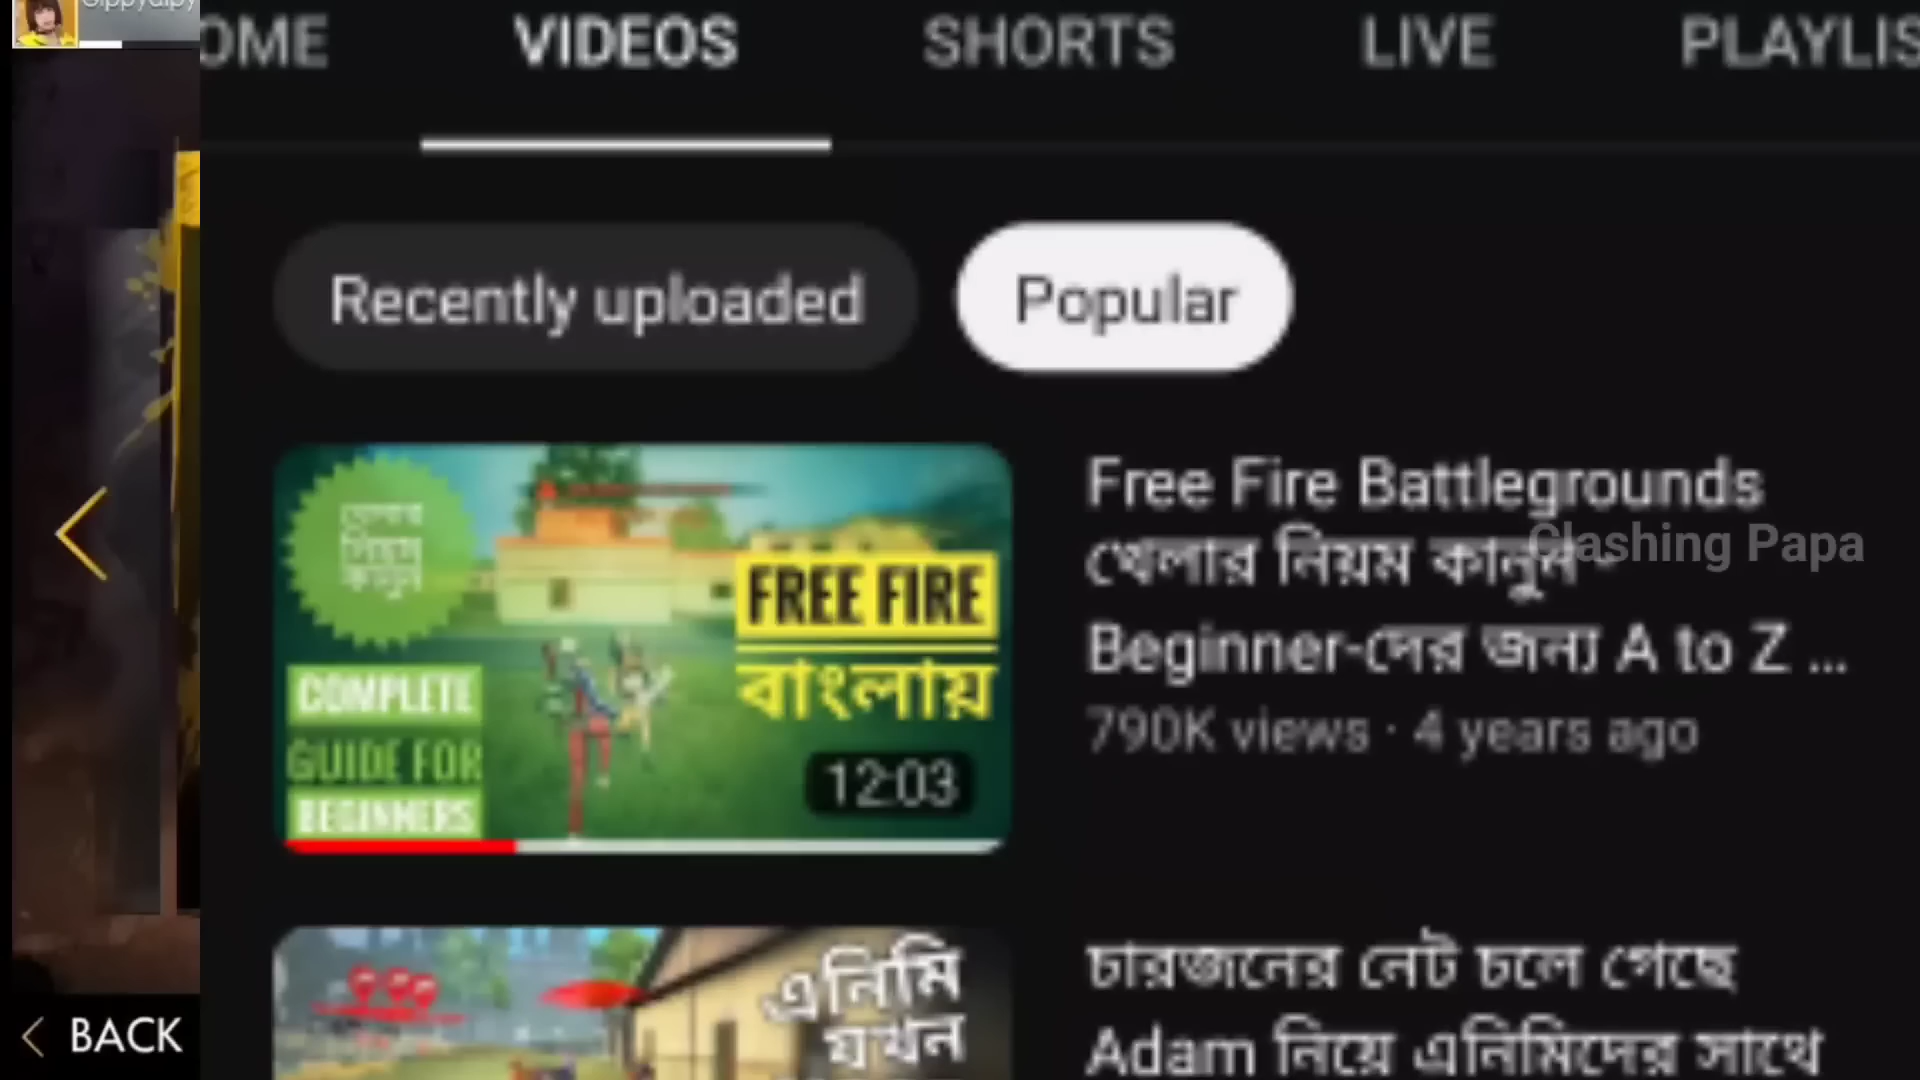 OME VIDEOS SHORTS LIVE PLAYLIS
Recently uploaded Popular
খেলার
নিয়ম
কানুন
FREE FIRE
বাংলায়
COMPLETE
GUIDE FOR
BEGINNERS
12:03
Free Fire Battlegrounds
খেলার নিয়ম কানুন -
Beginner-দের জন্য A to Z ...
790K views · 4 years ago
Clashing Papa
এনিমি
যখন
চারজনের নেট চলে গেছে
Adam নিয়ে এনিমিদের সাথে
BACK